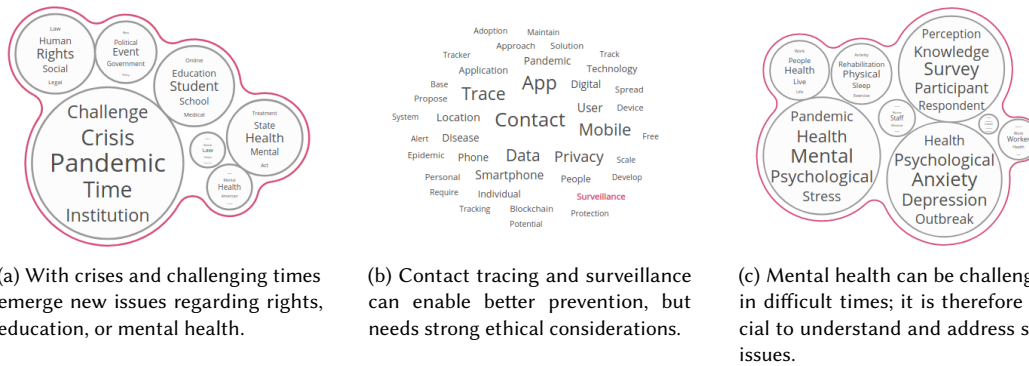 Law
Human
Rights
Social
Legal
Political
Event
Government
Online
Education
Student
School
Medical
Challenge
Crisis
Pandemic
Time
Institution
Law
Treatment
State
Health
Mental
Act
Mental
Health
Adoption Maintain
Approach Solution
Tracker Pandemic Track
Application Technology
Base App Digital Spread
Propose Trace User Device
System Location Contact Mobile
Alert Disease Free
Epidemic Phone Data Privacy Scale
Personal Smartphone People Develop
Require Individual Surveillance
Tracking Blockchain Protection
Potential
Work
People
Health
Live
Life
Anxiety
Rehabilitation
Physical
Sleep
Exercise
Perception
Knowledge
Survey
Participant
Respondent
Staff
Work
Worker
Health
Pandemic
Health
Mental
Psychological
Stress
Health
Psychological
Anxiety
Depression
Outbreak
(a) With crises and challenging times
emerge new issues regarding rights,
education, or mental health.
(b) Contact tracing and surveillance
can enable better prevention, but
needs strong ethical considerations.
(c) Mental health can be challeng
in difficult times; it is therefore
cial to understand and address s
issues.